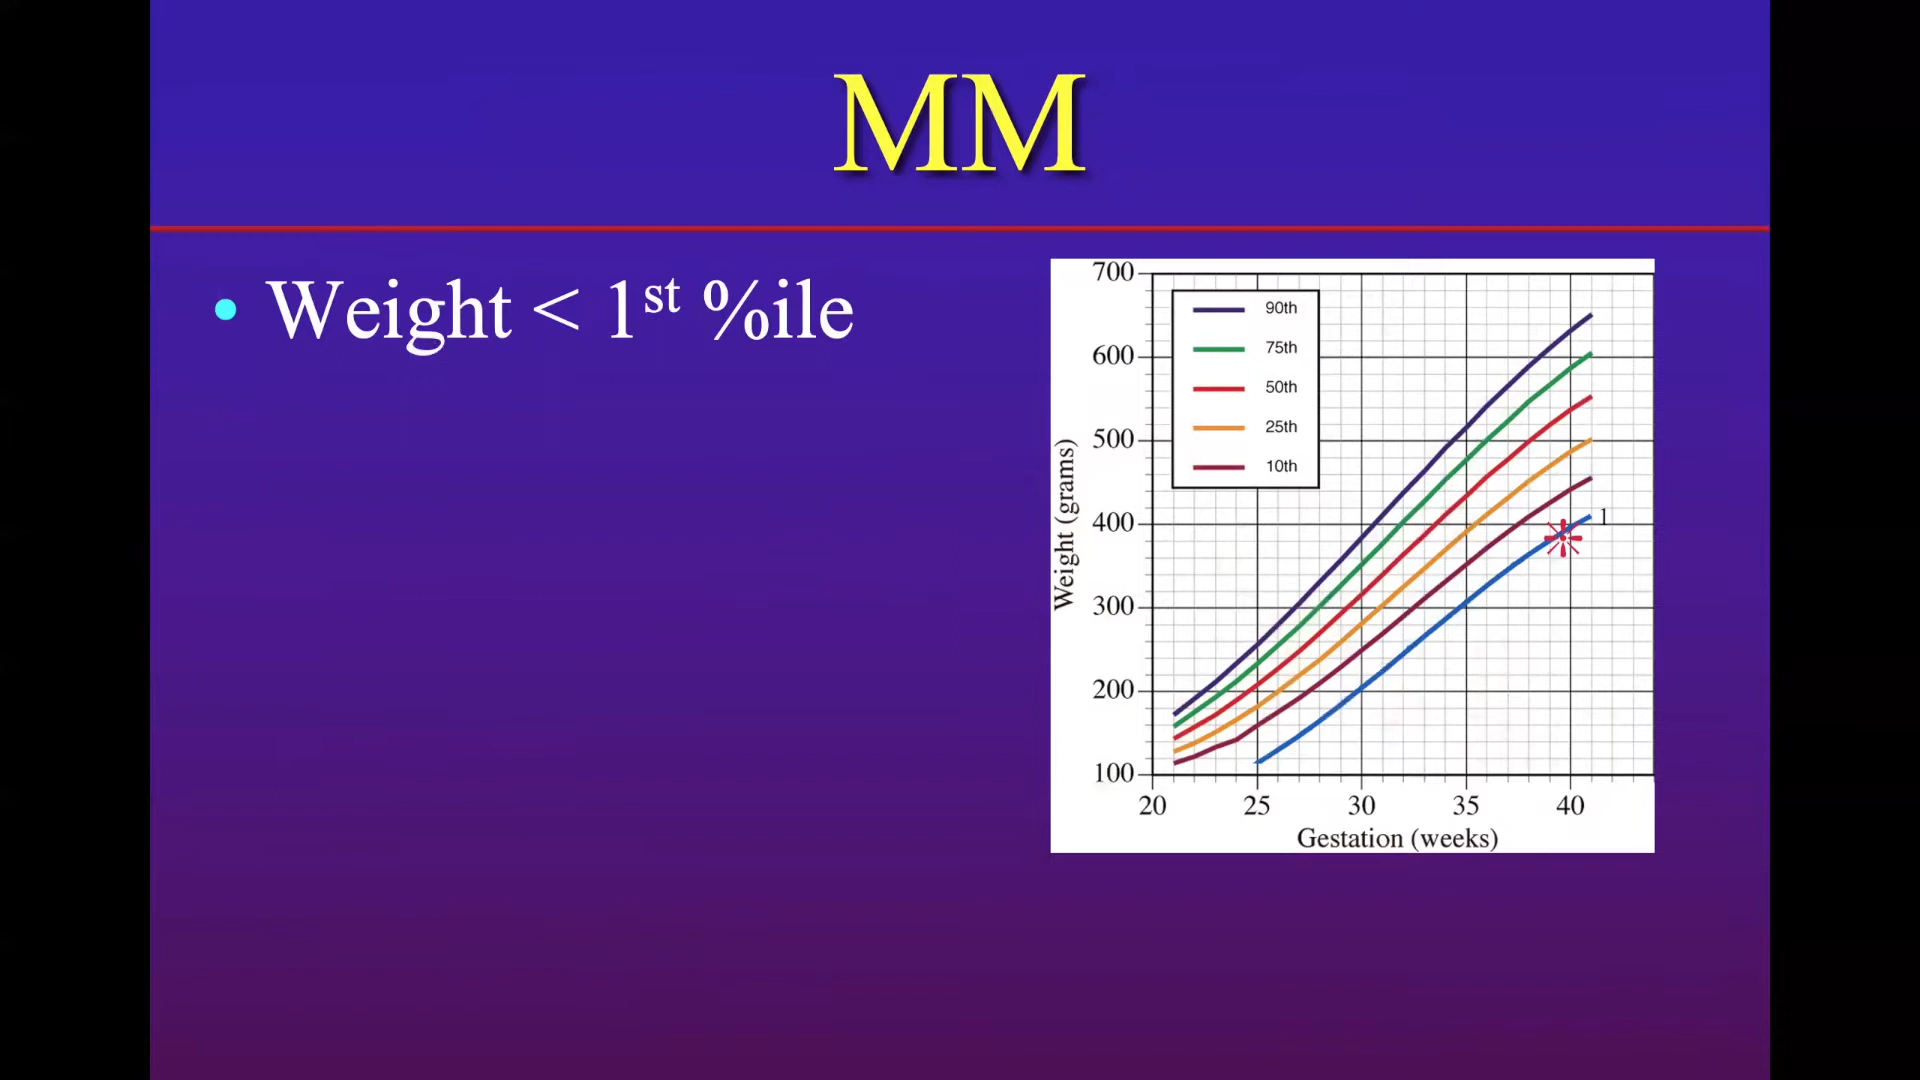 MM
• Weight < 1st %ile
700
600
500
400
300
200
100
90th
75th
50th
25th
10th
1
Weight (grams)
20 25 30 35 40
Gestation (weeks)